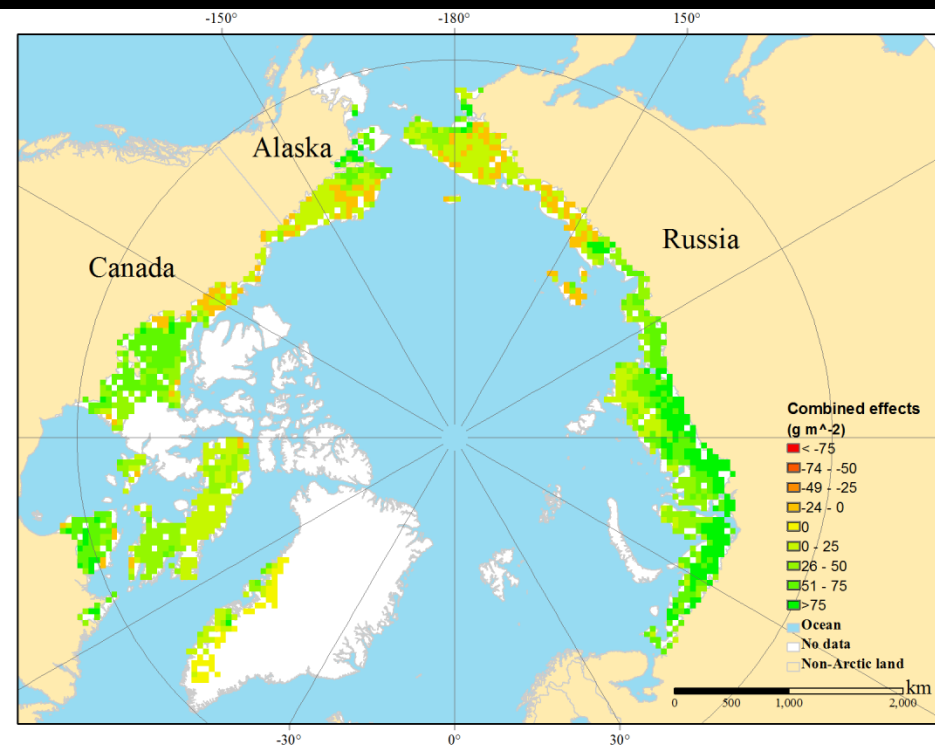 -150°
-180°
150°
Alaska
Russia
Canada
Combined effects
(g m^-2)
< -75
-74 - -50
-49 - -25
-24 - 0
0
0 - 25
26 - 50
51 - 75
>75
Ocean
No data
Non-Arctic land
km
0 500 1,000 2,000
-30° 0° 30°